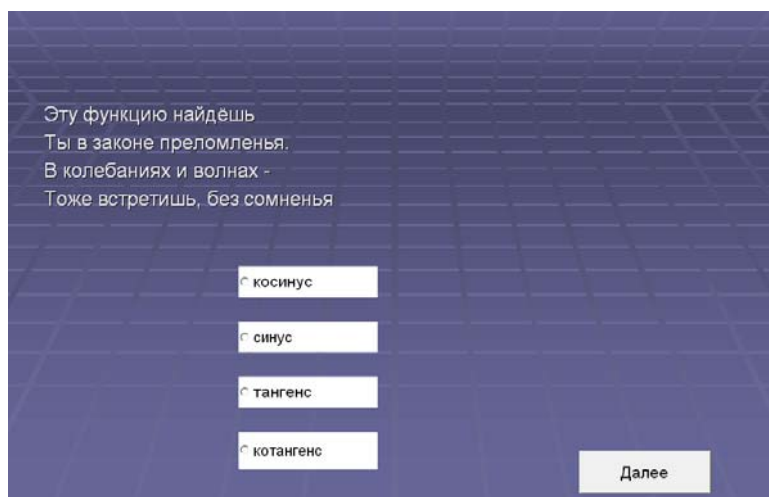 Эту функцию найдёшь
Ты в законе преломленья.
В колебаниях и волнах -
Тоже встретишь, без сомненья
косинус
синус
тангенс
котангенс
Далее